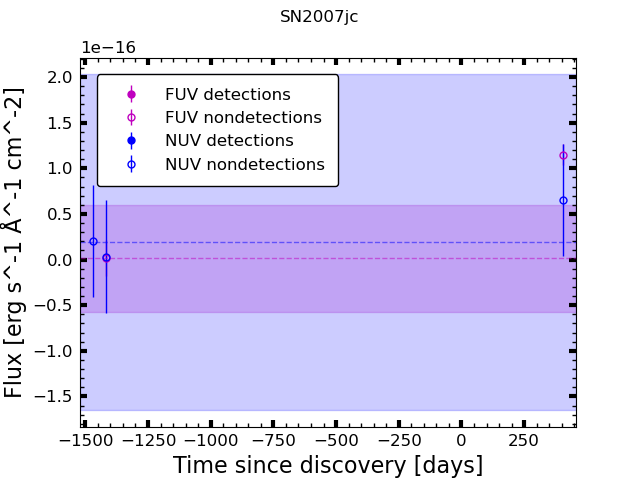 SN2007jc
1e−16
FUV detections
FUV nondetections
NUV detections
NUV nondetections
2.0
1.5
1.0
0.5
0.0
−0.5
−1.0
−1.5
Flux [erg s^-1 Å^-1 cm^-2]
−1500 −1250 −1000 −750 −500 −250 0 250
Time since discovery [days]